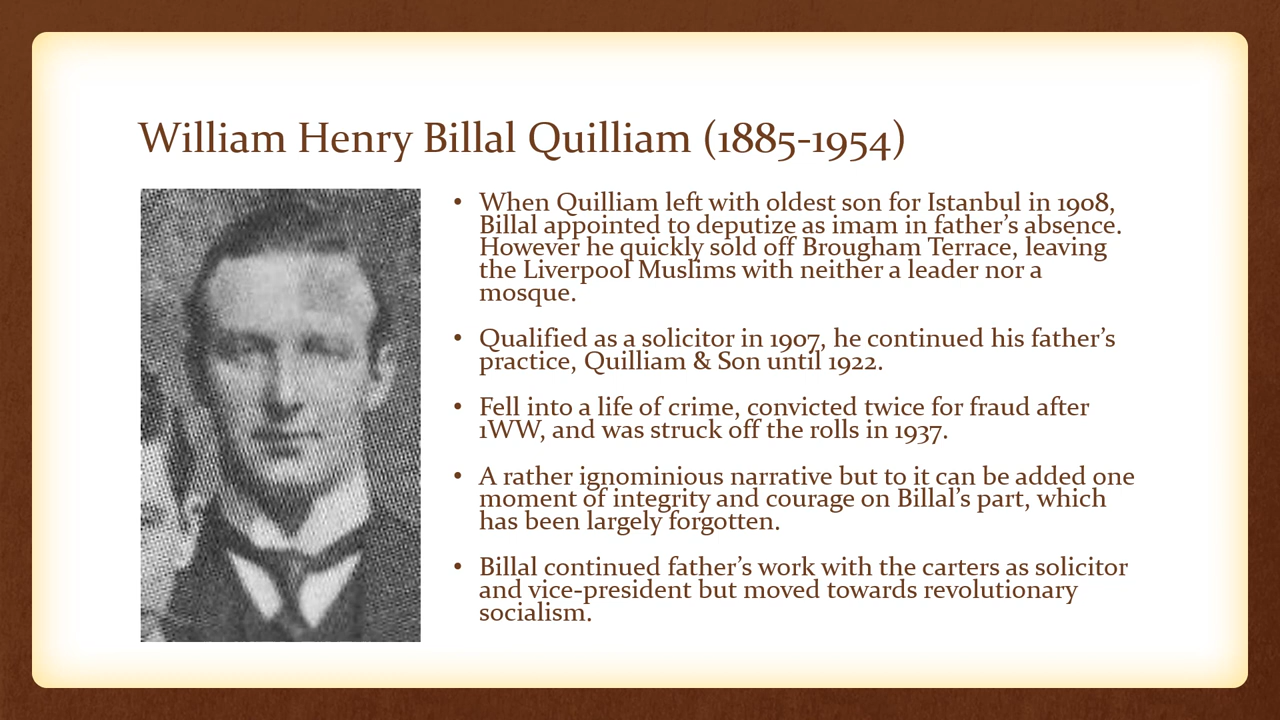 William Henry Billal Quilliam (1885-1954)
• When Quilliam left with oldest son for Istanbul in 1908,
Billal appointed to deputize as imam in father’s absence.
However he quickly sold off Brougham Terrace, leaving
the Liverpool Muslims with neither a leader nor a
mosque.
• Qualified as a solicitor in 1907, he continued his father’s
practice, Quilliam & Son until 1922.
• Fell into a life of crime, convicted twice for fraud after
1WW, and was struck off the rolls in 1937.
• A rather ignominious narrative but to it can be added one
moment of integrity and courage on Billal’s part, which
has been largely forgotten.
• Billal continued father’s work with the carters as solicitor
and vice-president but moved towards revolutionary
socialism.